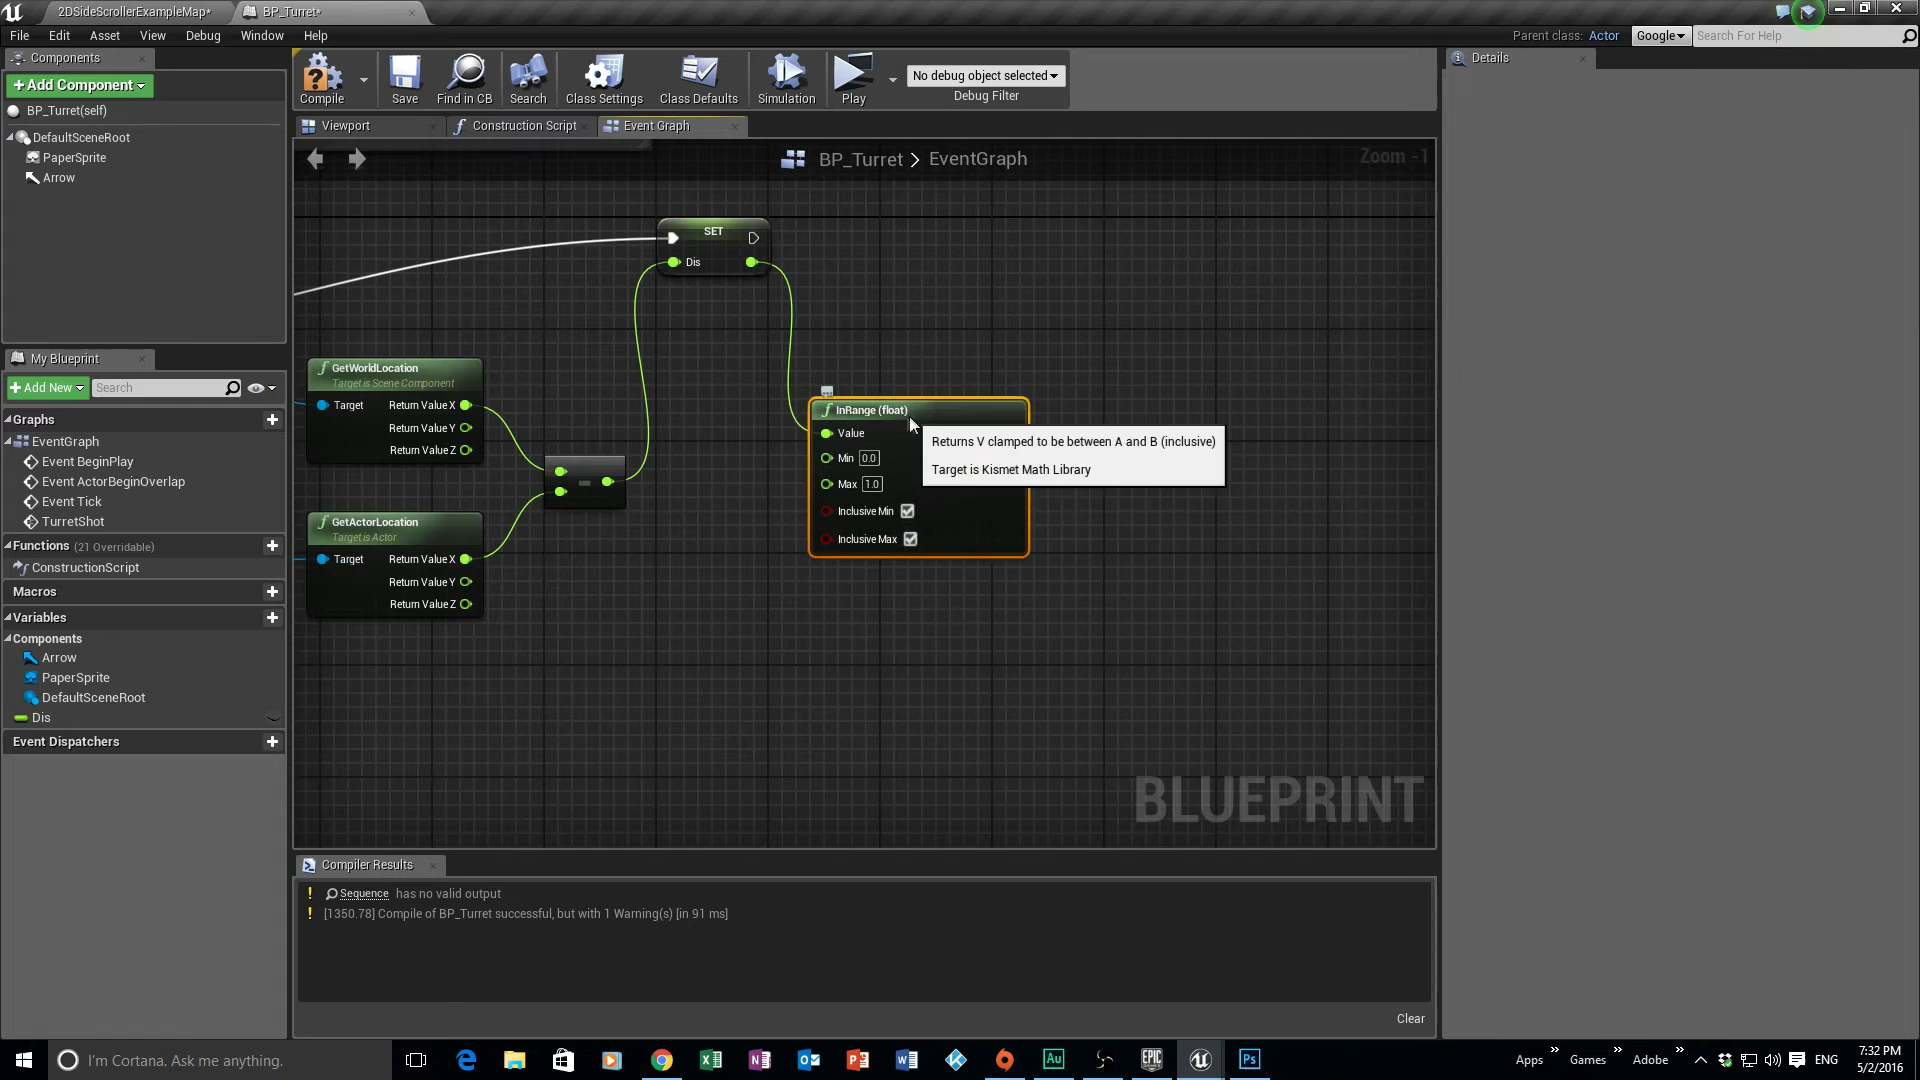 2DSideScrollerExampleMap*
BP_Turret*
File Edit Asset View Debug Window Help
Parent class: Actor
Google
Search For Help
Components
+Add Component
BP_Turret(self)
DefaultSceneRoot
PaperSprite
Arrow
Compile
Save
Find in CB
Search
Class Settings
Class Defaults
Simulation
Play
No debug object selected
Debug Filter
Details
Viewport
Construction Script
Event Graph
BP_Turret > EventGraph
Zoom -1
SET
Dis
GetWorldLocation
Target is Scene Component
Target
Return Value X
Return Value Y
Return Value Z
GetActorLocation
Target is Actor
Target
Return Value X
Return Value Y
Return Value Z
InRange (float)
Value
Min 0.0
Max 1.0
Inclusive Min
Inclusive Max
Returns V clamped to be between A and B (inclusive)
Target is Kismet Math Library
BLUEPRINT
My Blueprint
+Add New
Search
Graphs
EventGraph
Event BeginPlay
Event ActorBeginOverlap
Event Tick
TurretShot
Functions (21 Overridable)
ConstructionScript
Macros
Variables
Components
Arrow
PaperSprite
DefaultSceneRoot
Dis
Event Dispatchers
Compiler Results
Sequence has no valid output
[1350.78] Compile of BP_Turret successful, but with 1 Warning(s) [in 91 ms]
Clear
I'm Cortana. Ask me anything.
Apps
Games
Adobe
ENG
7:32 PM
5/2/2016